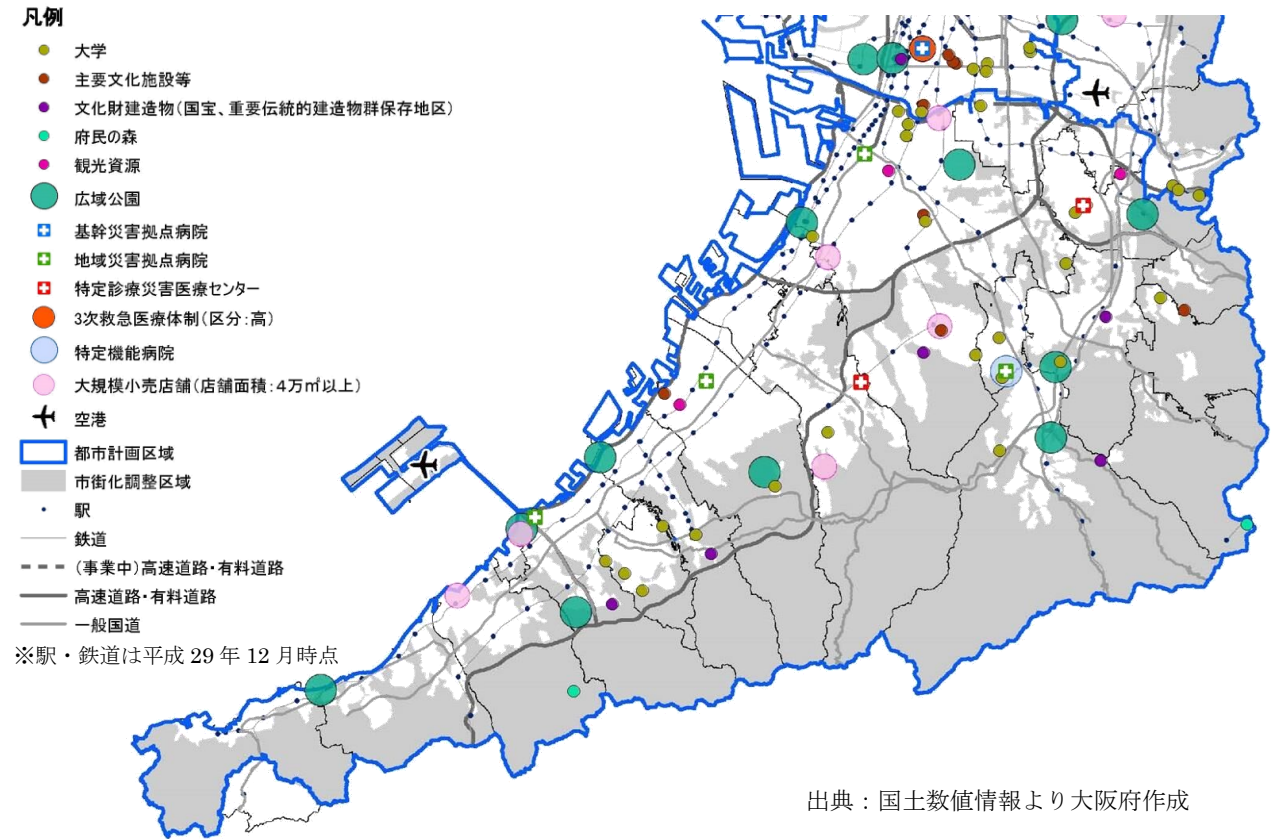 凡例
大学
主要文化施設等
文化財建造物(国宝、重要伝統的建造物群保存地区)
府民の森
観光資源
広域公園
基幹災害拠点病院
地域災害拠点病院
特定診療災害医療センター
3次救急医療体制(区分:高)
特定機能病院
大規模小売店舗(店舗面積:4万㎡以上)
空港
都市計画区域
市街化調整区域
駅
鉄道
(事業中)高速道路・有料道路
高速道路・有料道路
一般国道
※駅・鉄道は平成 29 年 12 月時点
出典:国土数値情報より大阪府作成